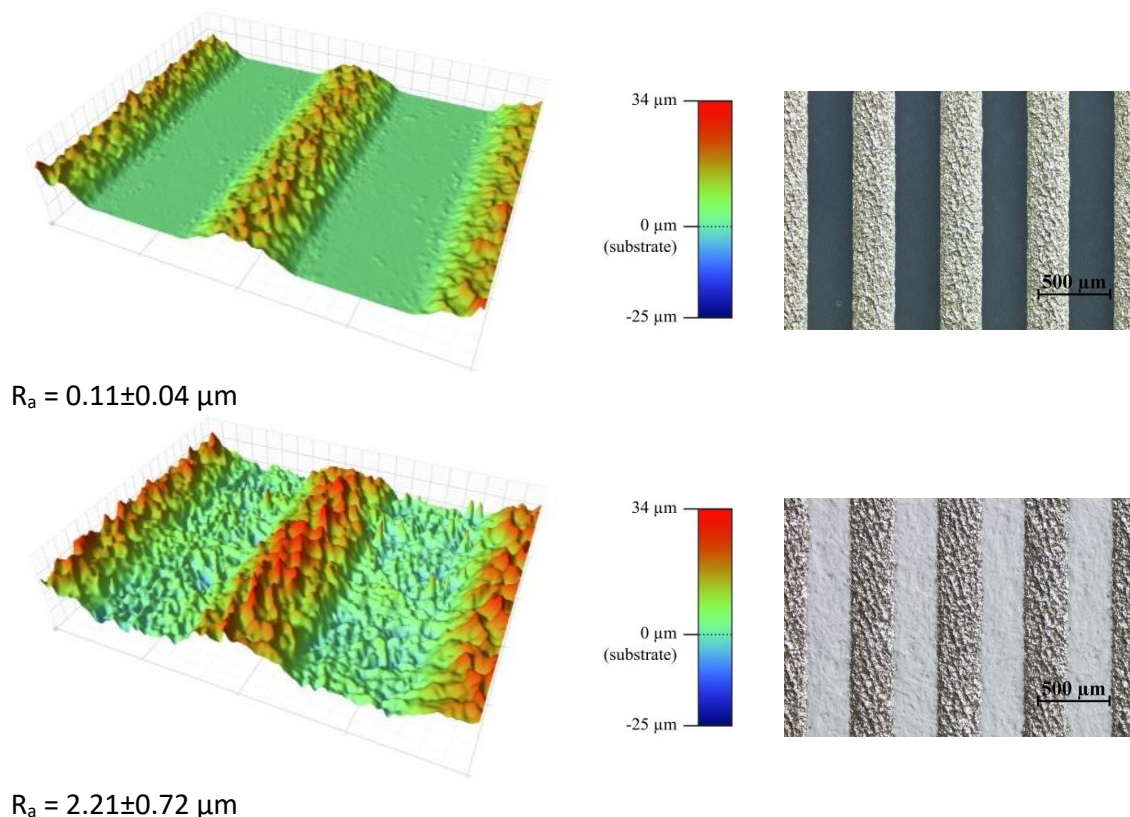 34 µm
0 µm
(substrate)
-25 µm
500 µm
Rₐ = 0.11±0.04 µm
34 µm
0 µm
(substrate)
-25 µm
500 µm
Rₐ = 2.21±0.72 µm